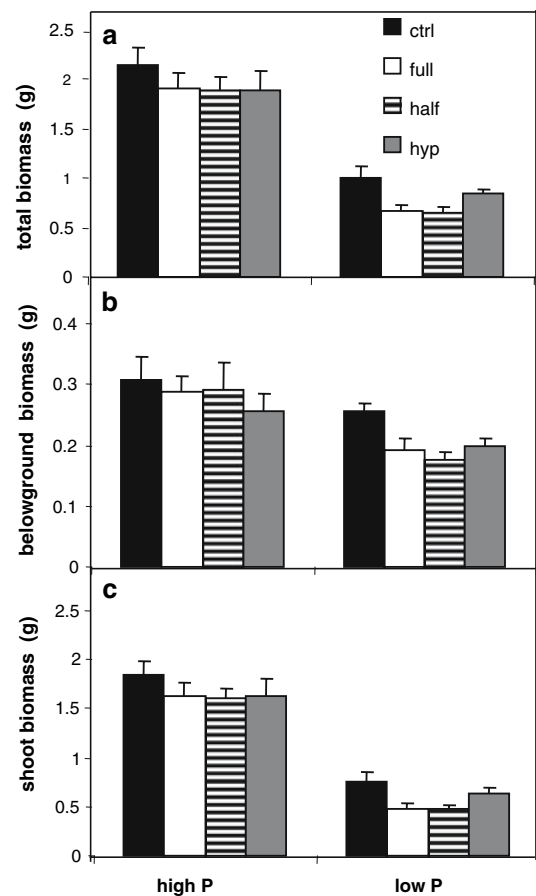 a
2.5
2
1.5
1
0.5
0
total biomass (g)
ctrl
full
half
hyp
b
0.4
0.3
0.2
0.1
0
belowground biomass (g)
c
2.5
2
1.5
1
0.5
0
shoot biomass (g)
high P
low P